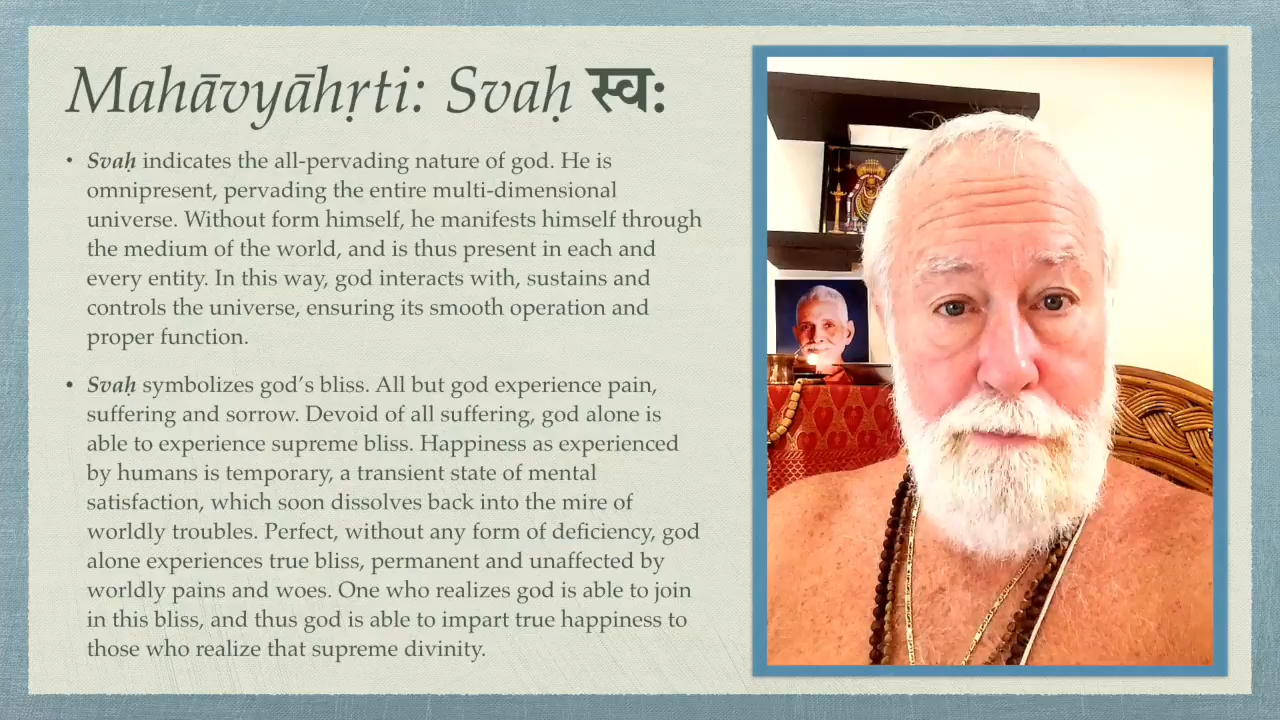 Mahāvyāhṛti: Svaḥ स्वः
• Svaḥ indicates the all-pervading nature of god. He is
omnipresent, pervading the entire multi-dimensional
universe. Without form himself, he manifests himself through
the medium of the world, and is thus present in each and
every entity. In this way, god interacts with, sustains and
controls the universe, ensuring its smooth operation and
proper function.
• Svaḥ symbolizes god’s bliss. All but god experience pain,
suffering and sorrow. Devoid of all suffering, god alone is
able to experience supreme bliss. Happiness as experienced
by humans is temporary, a transient state of mental
satisfaction, which soon dissolves back into the mire of
worldly troubles. Perfect, without any form of deficiency, god
alone experiences true bliss, permanent and unaffected by
worldly pains and woes. One who realizes god is able to join
in this bliss, and thus god is able to impart true happiness to
those who realize that supreme divinity.